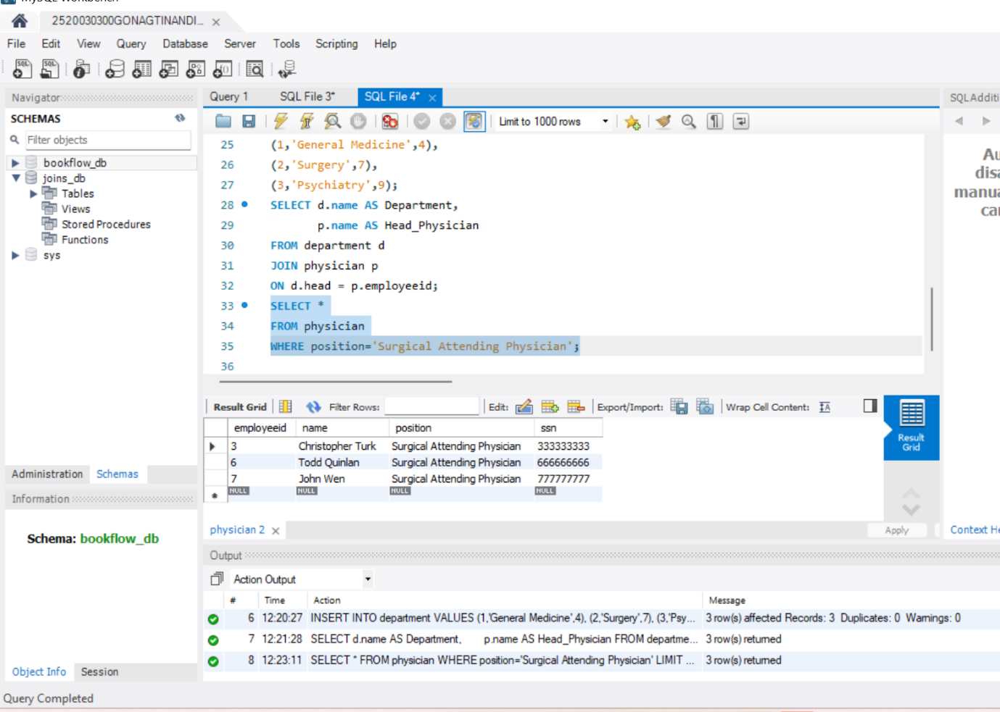 MySQL Workbench
2520030300GONAGTINANDI... ×
File Edit View Query Database Server Tools Scripting Help
Navigator
SCHEMAS
Filter objects
bookflow_db
joins_db
Tables
Views
Stored Procedures
Functions
sys
Administration Schemas
Information
Schema: bookflow_db
Object Info Session
Query Completed
Query 1 SQL File 3* SQL File 4* ×
Limit to 1000 rows
25 (1,'General Medicine',4),
26 (2,'Surgery',7),
27 (3,'Psychiatry',9);
28 SELECT d.name AS Department,
29 p.name AS Head_Physician
30 FROM department d
31 JOIN physician p
32 ON d.head = p.employeeid;
33 SELECT *
34 FROM physician
35 WHERE position='Surgical Attending Physician';
36
Result Grid Filter Rows: Edit: Export/Import: Wrap Cell Content:
employeeid name position ssn
3 Christopher Turk Surgical Attending Physician 333333333
6 Todd Quinlan Surgical Attending Physician 666666666
7 John Wen Surgical Attending Physician 777777777
NULL NULL NULL NULL
Result
Grid
physician 2 ×
Apply
Output
Action Output
# Time Action Message
6 12:20:27 INSERT INTO department VALUES (1,'General Medicine',4), (2,'Surgery',7), (3,'Psy... 3 row(s) affected Records: 3 Duplicates: 0 Warnings: 0
7 12:21:28 SELECT d.name AS Department, p.name AS Head_Physician FROM departme... 3 row(s) returned
8 12:23:11 SELECT * FROM physician WHERE position='Surgical Attending Physician' LIMIT ... 3 row(s) returned
SQLAdditi
Au
disa
manua
car
Context He